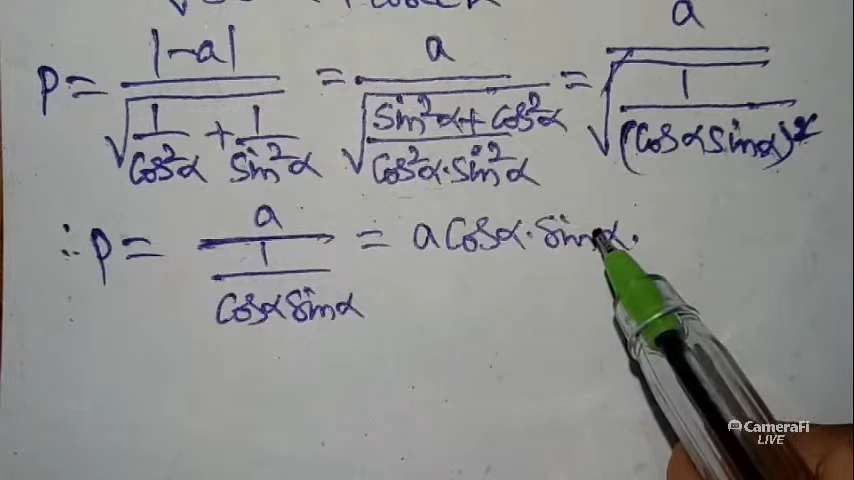 p = |-a| / √(1/cos²α + 1/sin²α) = a / √((sin²α + cos²α)/(cos²α·sin²α)) = a / √(1/(cosα sinα)²)
∴ p = a / (1/(cosα sinα)) = a cosα · sinα.
CameraFi
LIVE